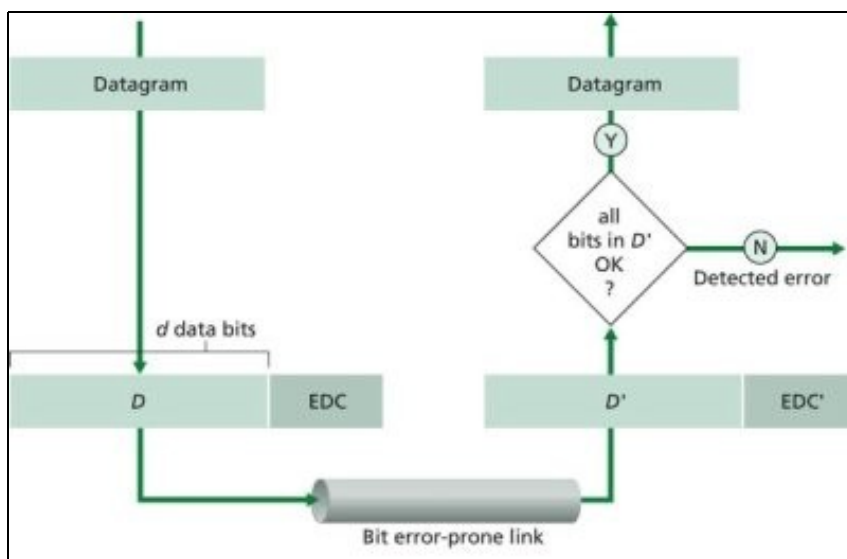 Datagram
Datagram
Y
all
bits in D'
OK
?
N
Detected error
d data bits
D
EDC
D'
EDC'
Bit error-prone link